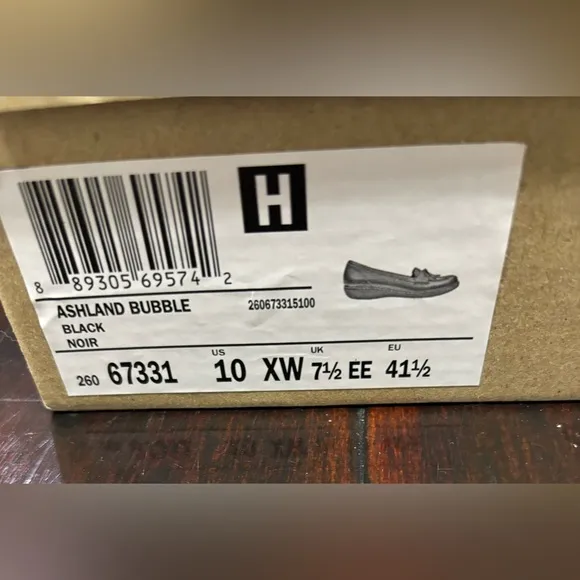 H
8 89305 69574 2
ASHLAND BUBBLE 260673315100
BLACK
NOIR
US UK EU
260 67331 10 XW 7½ EE 41½